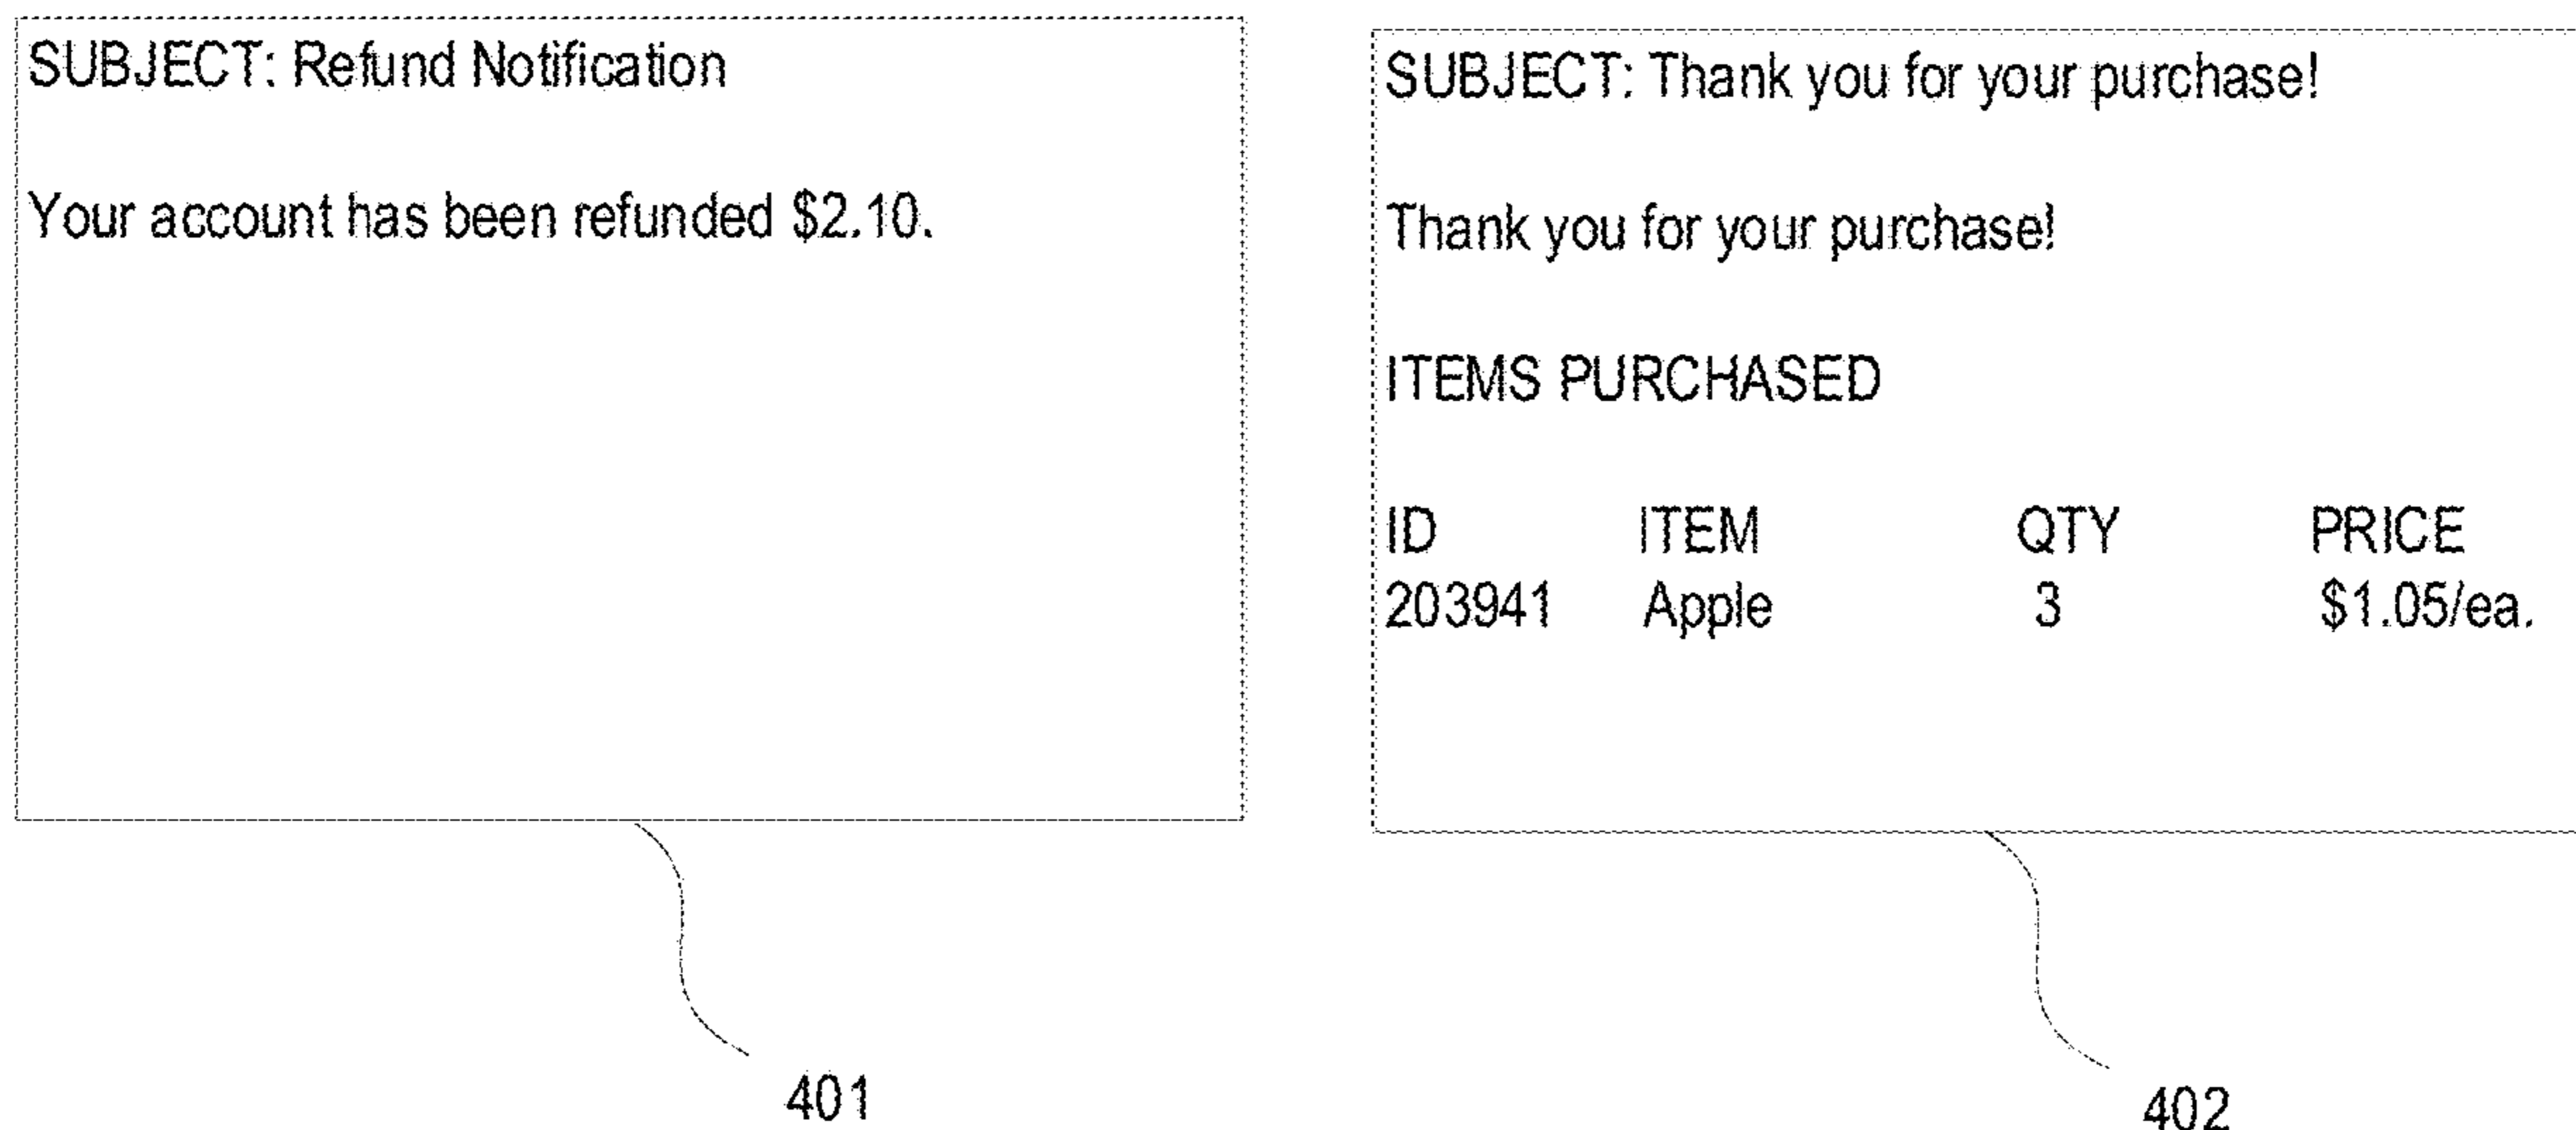 SUBJECT: Refund Notification
Your account has been refunded $2.10.
401
SUBJECT: Thank you for your purchase!
Thank you for your purchase!
ITEMS PURCHASED
ID ITEM QTY PRICE
203941 Apple 3 $1.05/ea.
402